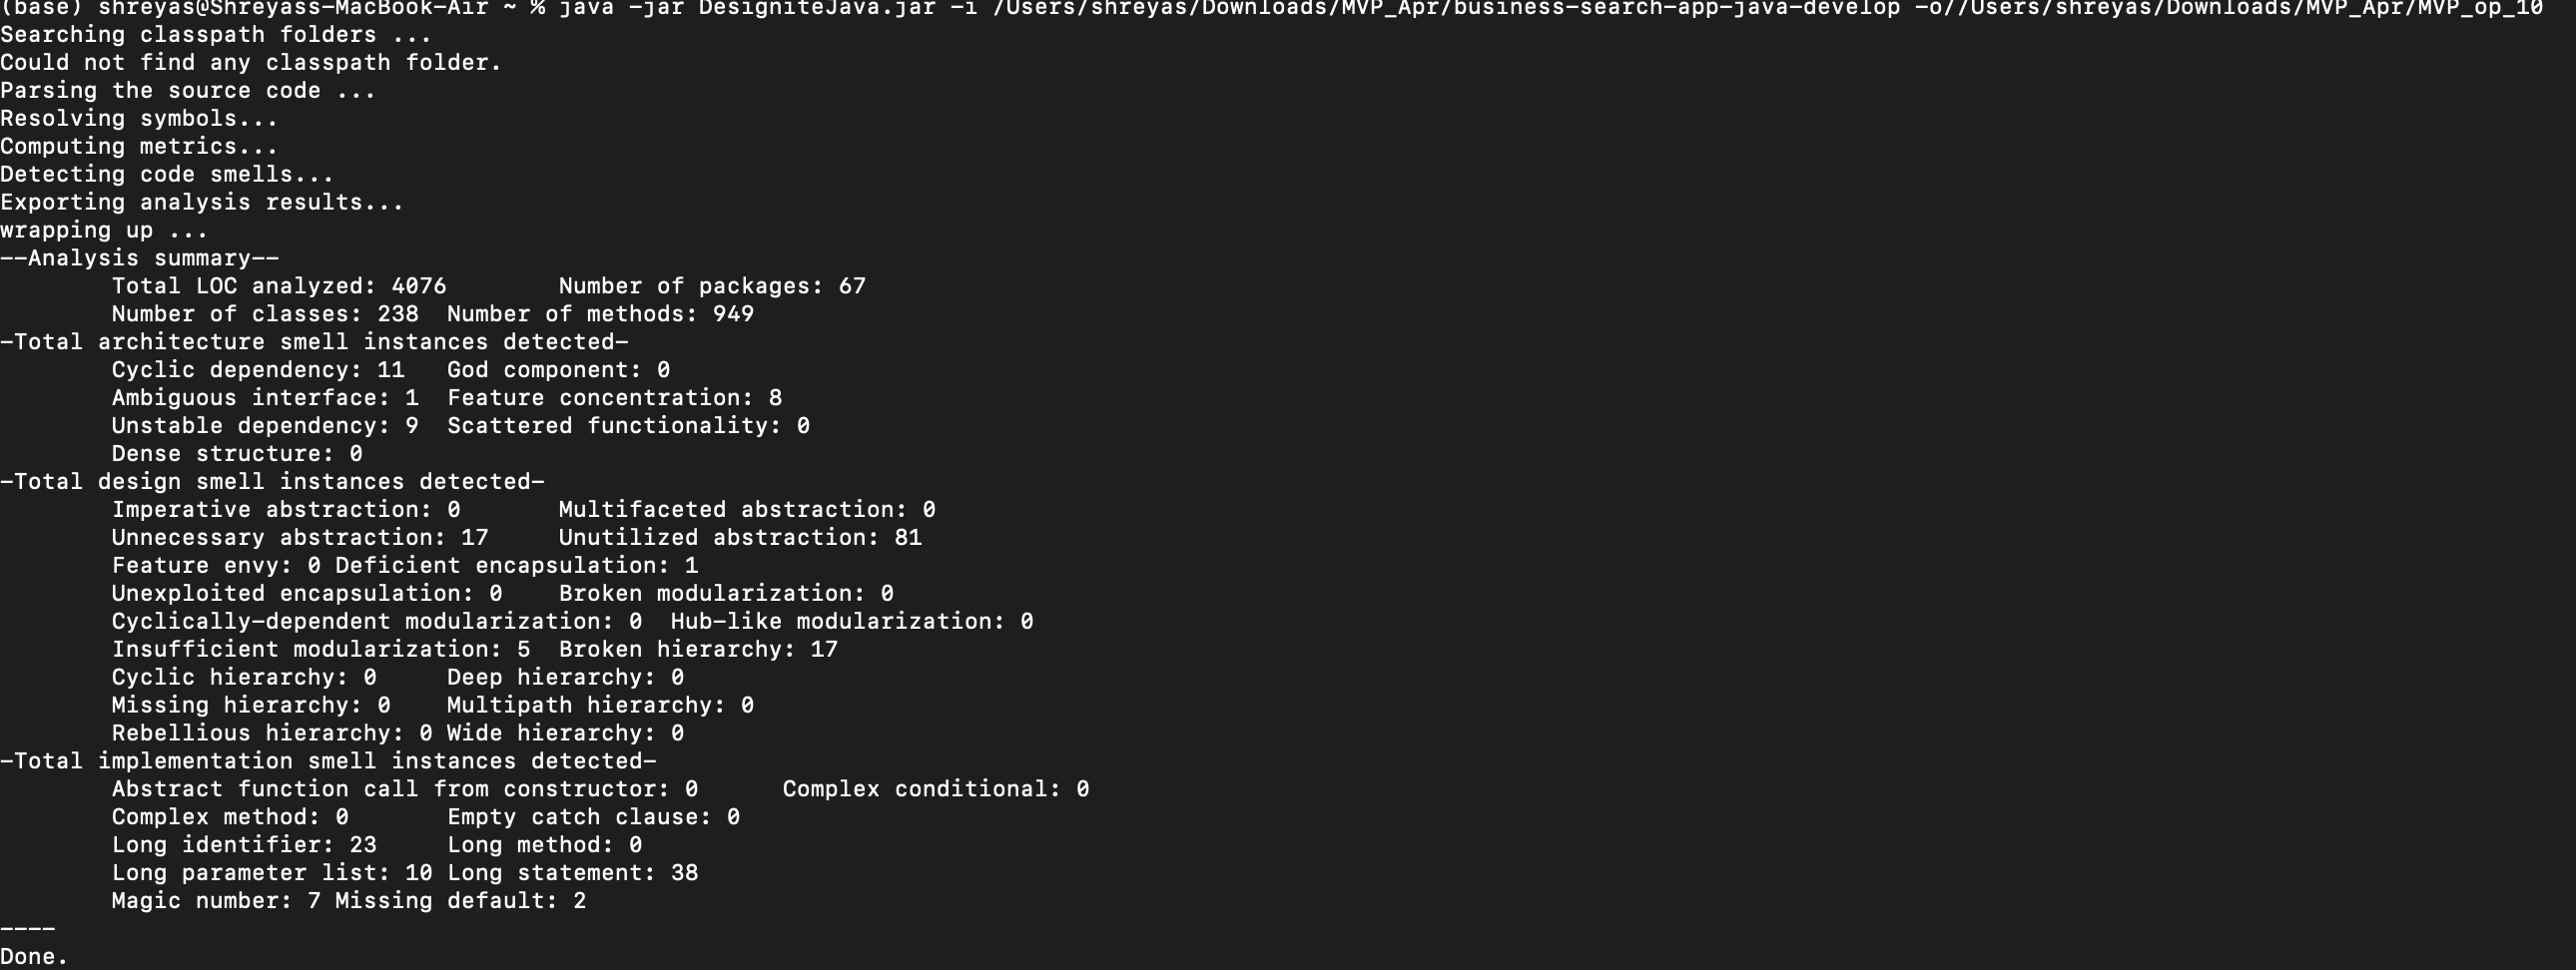 (base) shreyas@Shreyass-MacBook-Air ~ % java -jar DesigniteJava.jar -i /Users/shreyas/Downloads/MVP_Apr/business-search-app-java-develop -o//Users/shreyas/Downloads/MVP_Apr/MVP_op_10
Searching classpath folders ...
Could not find any classpath folder.
Parsing the source code ...
Resolving symbols...
Computing metrics...
Detecting code smells...
Exporting analysis results...
wrapping up ...
--Analysis summary--
Total LOC analyzed: 4076 Number of packages: 67
Number of classes: 238 Number of methods: 949
-Total architecture smell instances detected-
Cyclic dependency: 11 God component: 0
Ambiguous interface: 1 Feature concentration: 8
Unstable dependency: 9 Scattered functionality: 0
Dense structure: 0
-Total design smell instances detected-
Imperative abstraction: 0 Multifaceted abstraction: 0
Unnecessary abstraction: 17 Unutilized abstraction: 81
Feature envy: 0 Deficient encapsulation: 1
Unexploited encapsulation: 0 Broken modularization: 0
Cyclically-dependent modularization: 0 Hub-like modularization: 0
Insufficient modularization: 5 Broken hierarchy: 17
Cyclic hierarchy: 0 Deep hierarchy: 0
Missing hierarchy: 0 Multipath hierarchy: 0
Rebellious hierarchy: 0 Wide hierarchy: 0
-Total implementation smell instances detected-
Abstract function call from constructor: 0 Complex conditional: 0
Complex method: 0 Empty catch clause: 0
Long identifier: 23 Long method: 0
Long parameter list: 10 Long statement: 38
Magic number: 7 Missing default: 2
----
Done.